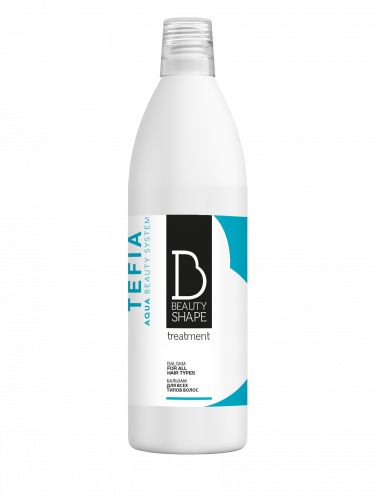 TEFIA
AQUA BEAUTY SYSTEM
B
BEAUTY
SHAPE
treatment
BALSAM
FOR ALL
HAIR TYPES
БАЛЬЗАМ
ДЛЯ ВСЕХ
ТИПОВ ВОЛОС